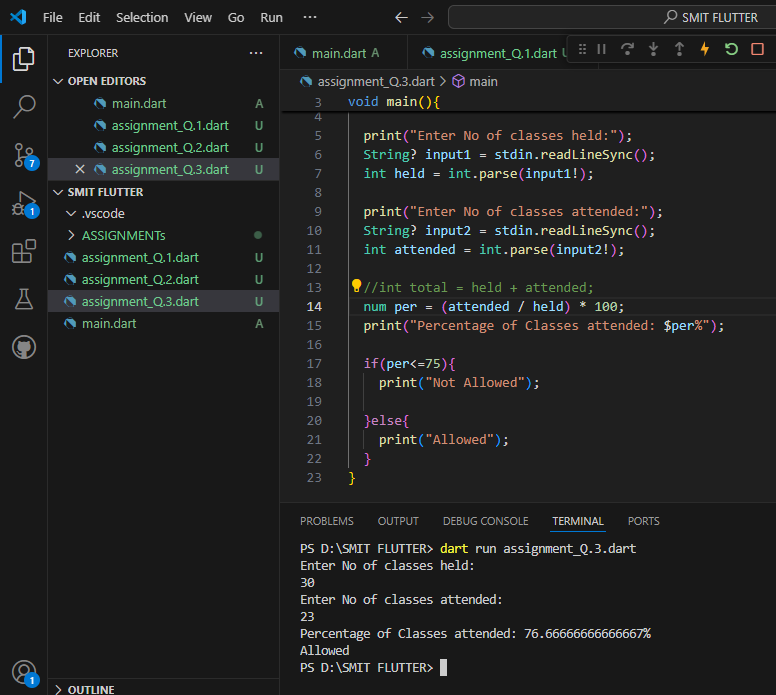 File Edit Selection View Go Run ... SMIT FLUTTER
EXPLORER ...
OPEN EDITORS
main.dart A
assignment_Q.1.dart U
assignment_Q.2.dart U
assignment_Q.3.dart U
SMIT FLUTTER
.vscode
ASSIGNMENTs
assignment_Q.1.dart U
assignment_Q.2.dart U
assignment_Q.3.dart U
main.dart A
OUTLINE
7
1
1
main.dart A assignment_Q.1.dart
assignment_Q.3.dart > main
3 void main(){
4
5 print("Enter No of classes held:");
6 String? input1 = stdin.readLineSync();
7 int held = int.parse(input1!);
8
9 print("Enter No of classes attended:");
10 String? input2 = stdin.readLineSync();
11 int attended = int.parse(input2!);
12
13 //int total = held + attended;
14 num per = (attended / held) * 100;
15 print("Percentage of Classes attended: $per%");
16
17 if(per<=75){
18 print("Not Allowed");
19
20 }else{
21 print("Allowed");
22 }
23 }
PROBLEMS OUTPUT DEBUG CONSOLE TERMINAL PORTS
PS D:\SMIT FLUTTER> dart run assignment_Q.3.dart
Enter No of classes held:
30
Enter No of classes attended:
23
Percentage of Classes attended: 76.66666666666667%
Allowed
PS D:\SMIT FLUTTER>